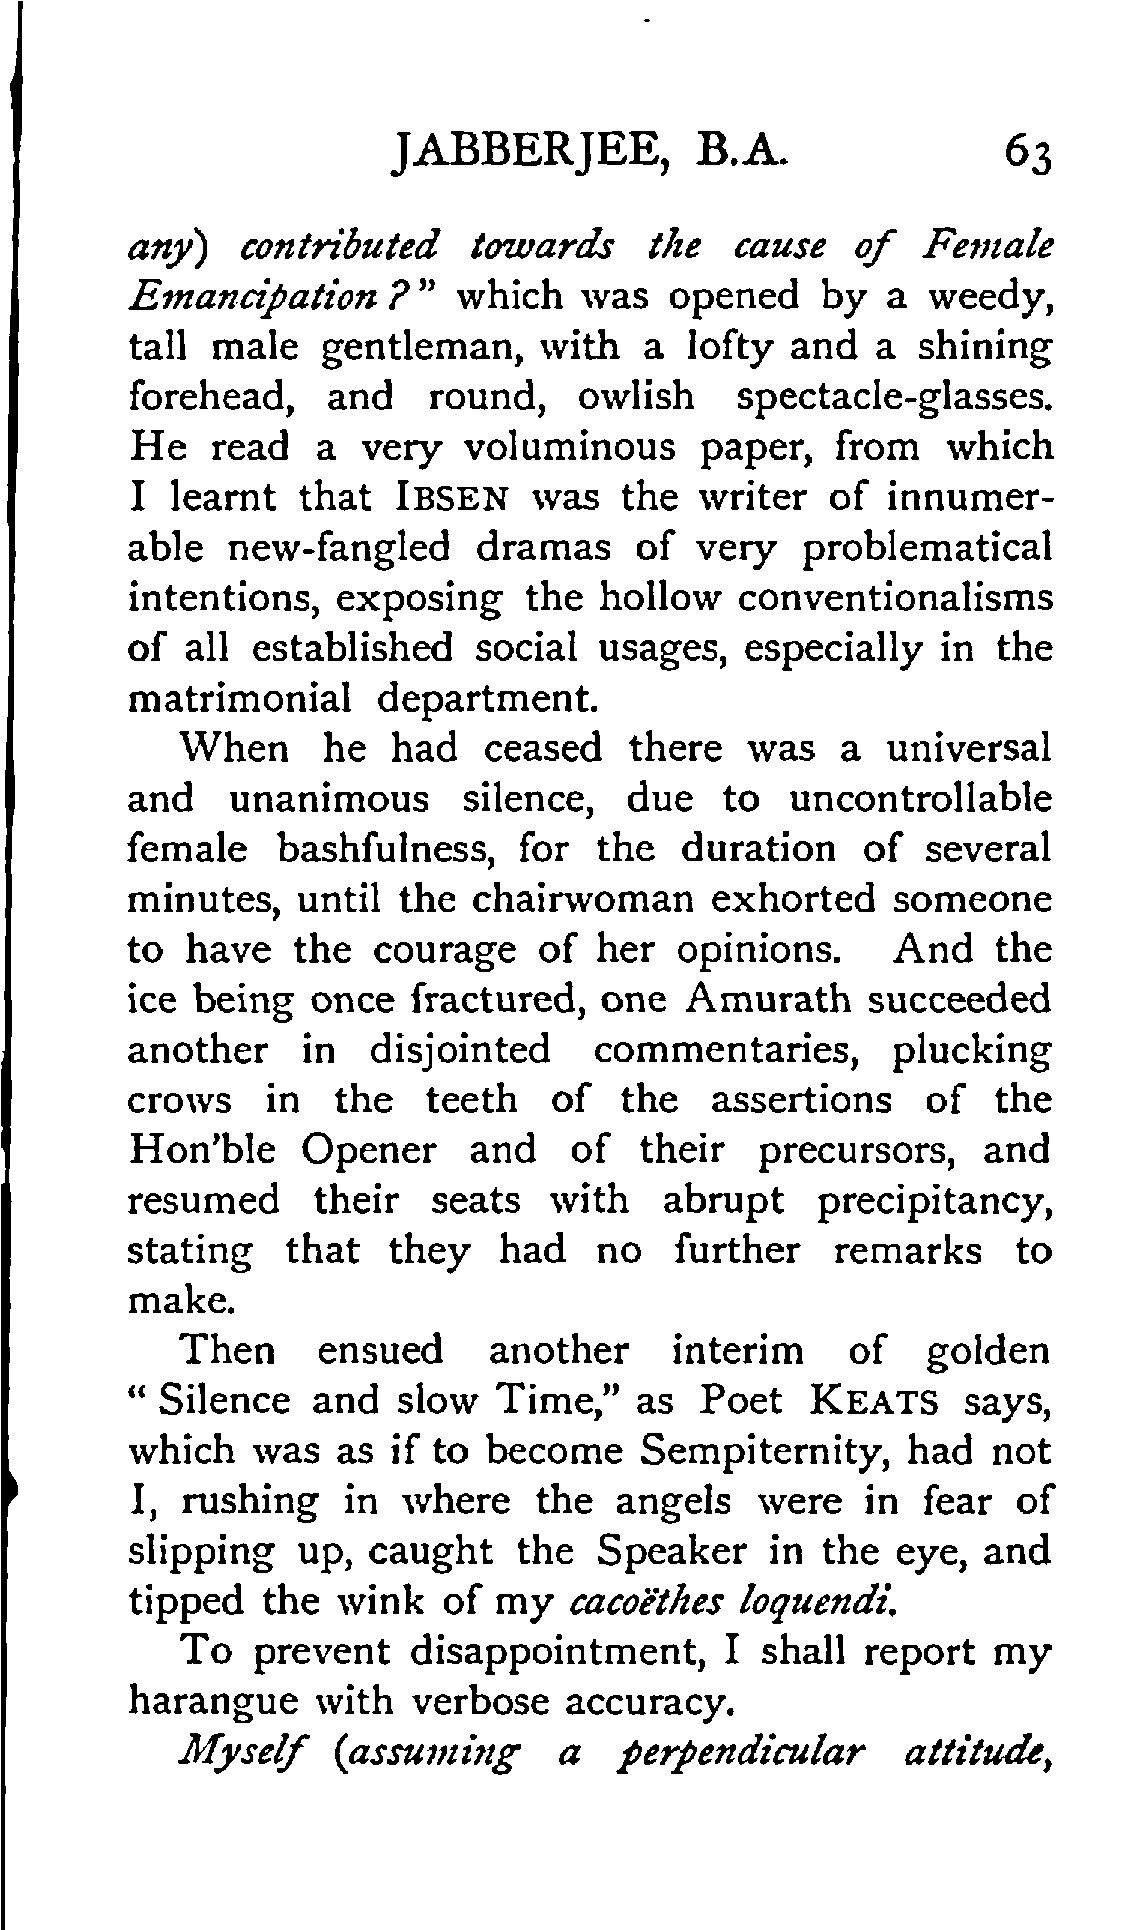 JABBERJEE, B.A. 63
any) contributed towards the cause of Female
Emancipation?" which was opened by a weedy,
tall male gentleman, with a lofty and a shining
forehead, and round, owlish spectacle-glasses.
He read a very voluminous paper, from which
I learnt that IBSEN was the writer of innumer-
able new-fangled dramas of very problematical
intentions, exposing the hollow conventionalisms
of all established social usages, especially in the
matrimonial department.
When he had ceased there was a universal
and unanimous silence, due to uncontrollable
female bashfulness, for the duration of several
minutes, until the chairwoman exhorted someone
to have the courage of her opinions. And the
ice being once fractured, one Amurath succeeded
another in disjointed commentaries, plucking
crows in the teeth of the assertions of the
Hon'ble Opener and of their precursors, and
resumed their seats with abrupt precipitancy,
stating that they had no further remarks to
make.
Then ensued another interim of golden
"Silence and slow Time," as Poet KEATS says,
which was as if to become Sempiternity, had not
I, rushing in where the angels were in fear of
slipping up, caught the Speaker in the eye, and
tipped the wink of my cacoëthes loquendi.
To prevent disappointment, I shall report my
harangue with verbose accuracy.
Myself (assuming a perpendicular attitude,